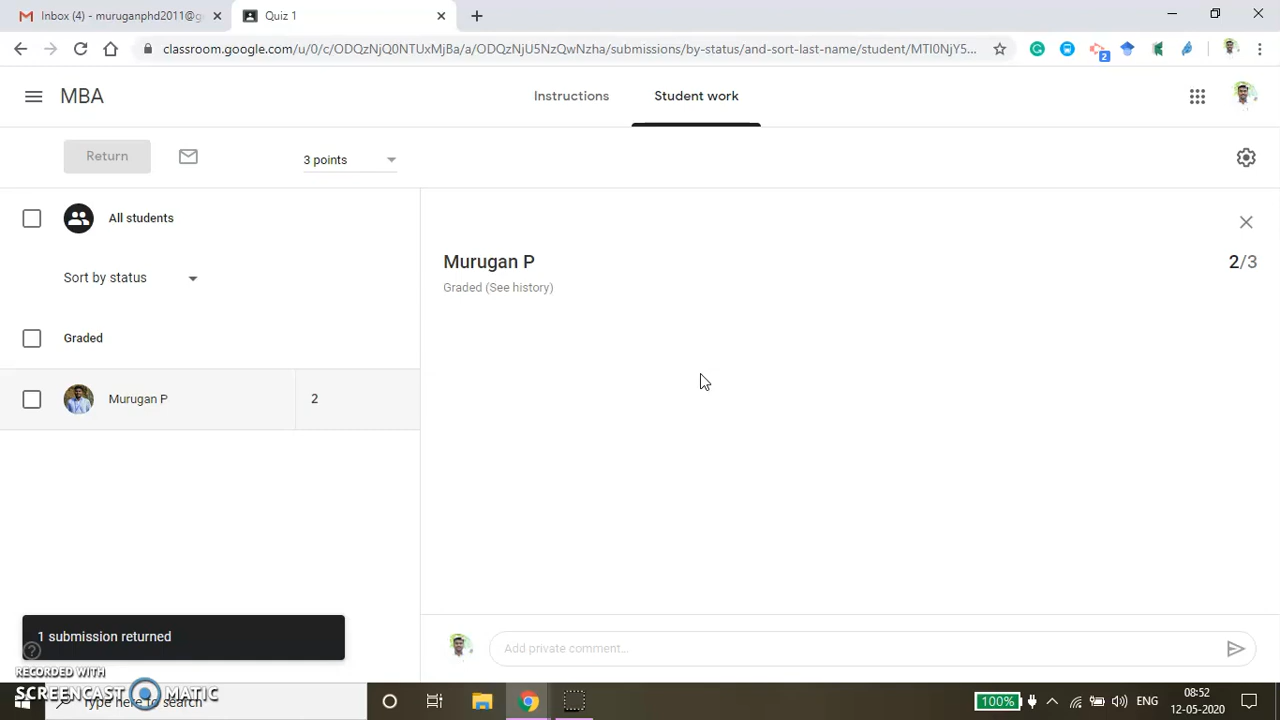 Inbox (4) - muruganphd2011@g
Quiz 1
classroom.google.com/u/0/c/ODQzNjQ0NTUxMjBa/a/ODQzNjU5NzQwNzha/submissions/by-status/and-sort-last-name/student/MTI0NjY5...
2
MBA
Instructions
Student work
Return
3 points
All students
Sort by status
Graded
Murugan P
2
Murugan P
2/3
Graded (See history)
1 submission returned
Add private comment...
RECORDED WITH
SCREENCAST MATIC
Type here to search
100%
ENG
08:52
12-05-2020